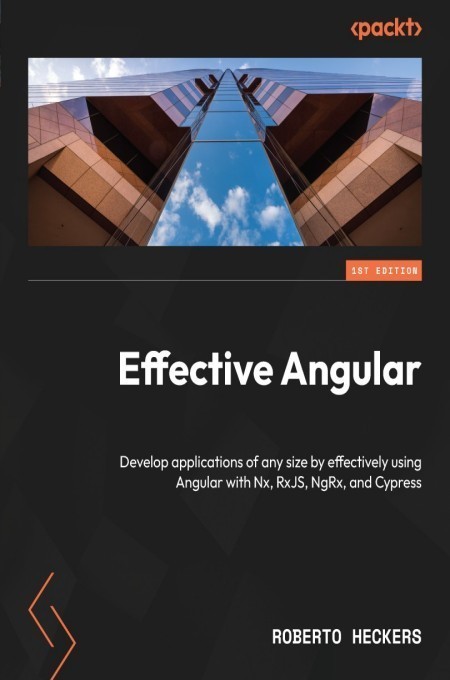 <packt>
1ST EDITION
Effective Angular
Develop applications of any size by effectively using
Angular with Nx, RxJS, NgRx, and Cypress
ROBERTO HECKERS